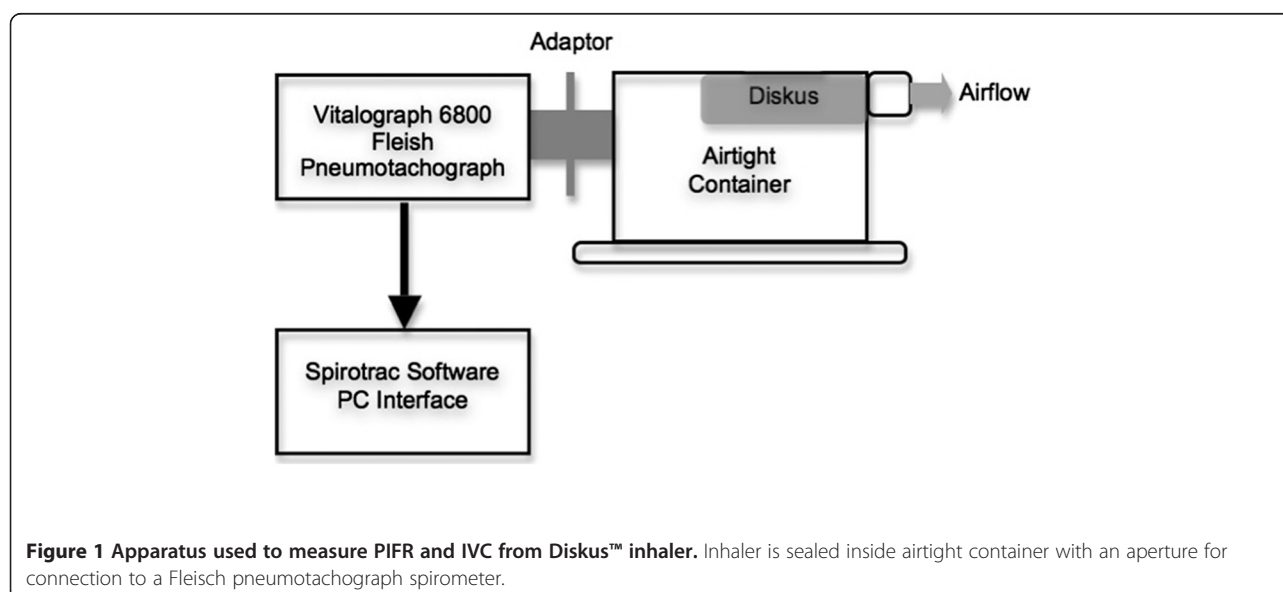 Adaptor
Vitalograph 6800
Fleish
Pneumotachograph
Diskus
Airflow
Airtight
Container
Spirotrac Software
PC Interface
Figure 1 Apparatus used to measure PIFR and IVC from Diskus™ inhaler. Inhaler is sealed inside airtight container with an aperture for
connection to a Fleisch pneumotachograph spirometer.